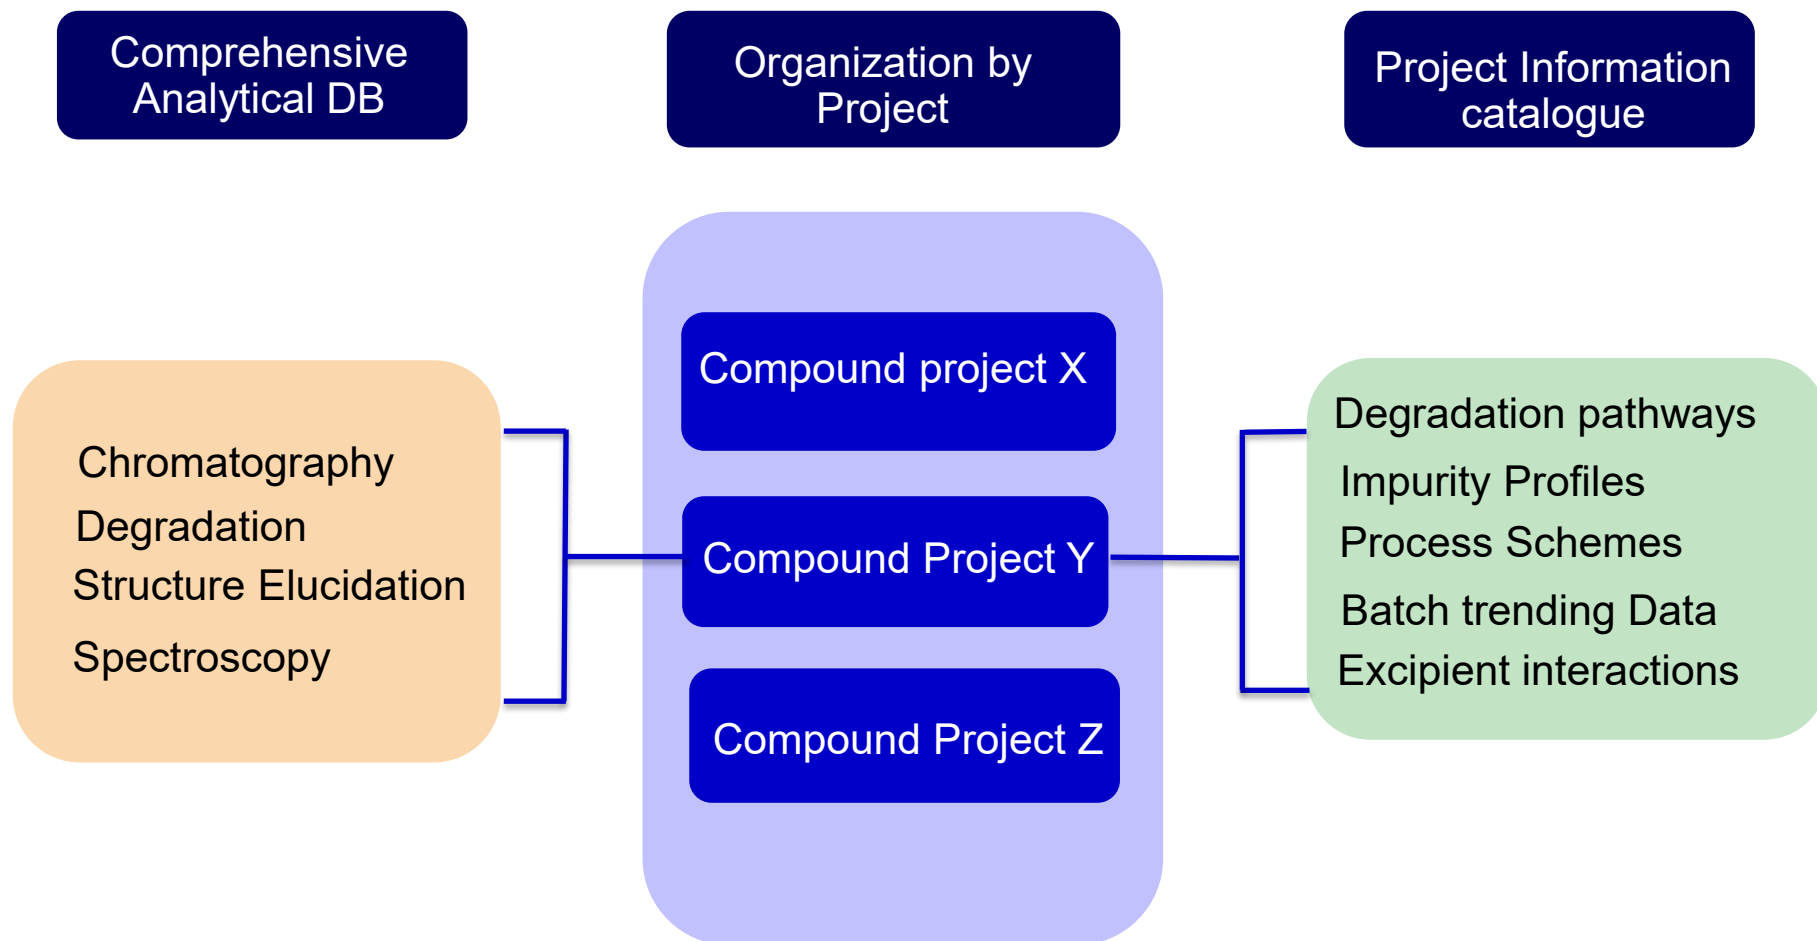 Comprehensive
Analytical DB
Organization by
Project
Project Information
catalogue
Chromatography
Degradation
Structure Elucidation
Spectroscopy
Compound project X
Compound Project Y
Compound Project Z
Degradation pathways
Impurity Profiles
Process Schemes
Batch trending Data
Excipient interactions